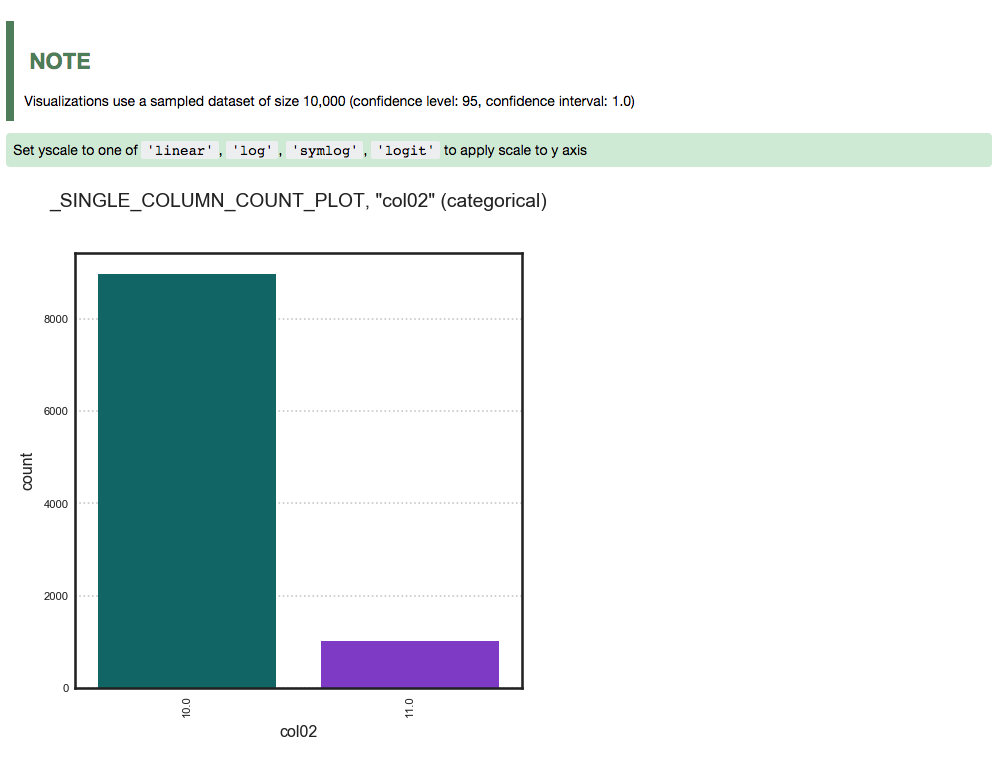 NOTE
Visualizations use a sampled dataset of size 10,000 (confidence level: 95, confidence interval: 1.0)
Set yscale to one of 'linear', 'log', 'symlog', 'logit' to apply scale to y axis
_SINGLE_COLUMN_COUNT_PLOT, "col02" (categorical)
8000
6000
4000
2000
0
count
10.0
11.0
col02